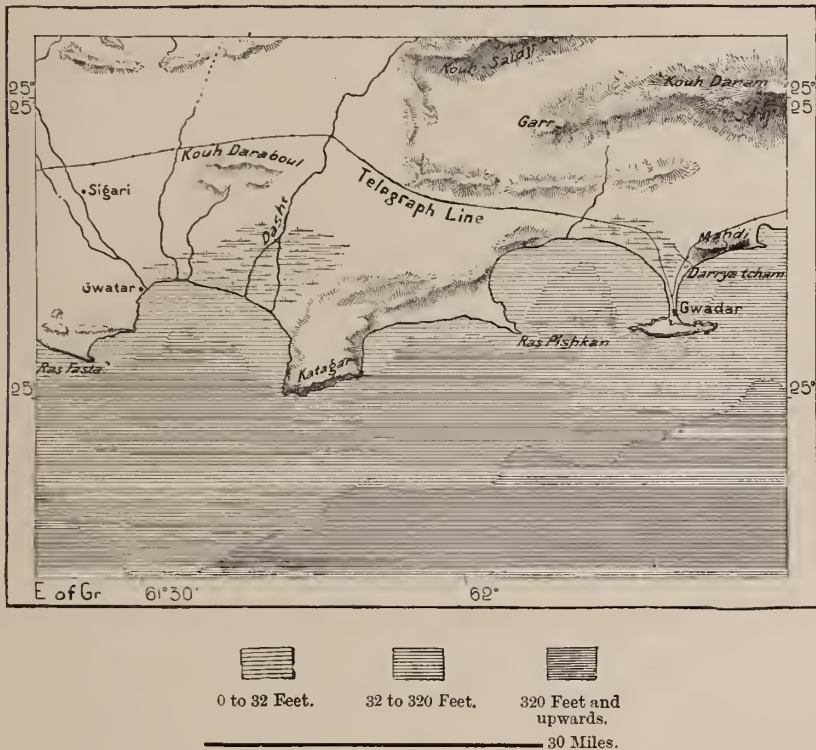 Kouh Saidji
Kouh Daram
25°
25
25°
25
Garr
Kouh Daraboul
Sigari
Telegraph Line
Dasht
Mahdi
Darrya tcham
Gwatar
Gwadar
Ras Fasta
Ras Pishkan
Katagar
25
25°
E of Gr.
61°30'
62°
0 to 32 Feet.
32 to 320 Feet.
320 Feet and
upwards.
30 Miles.